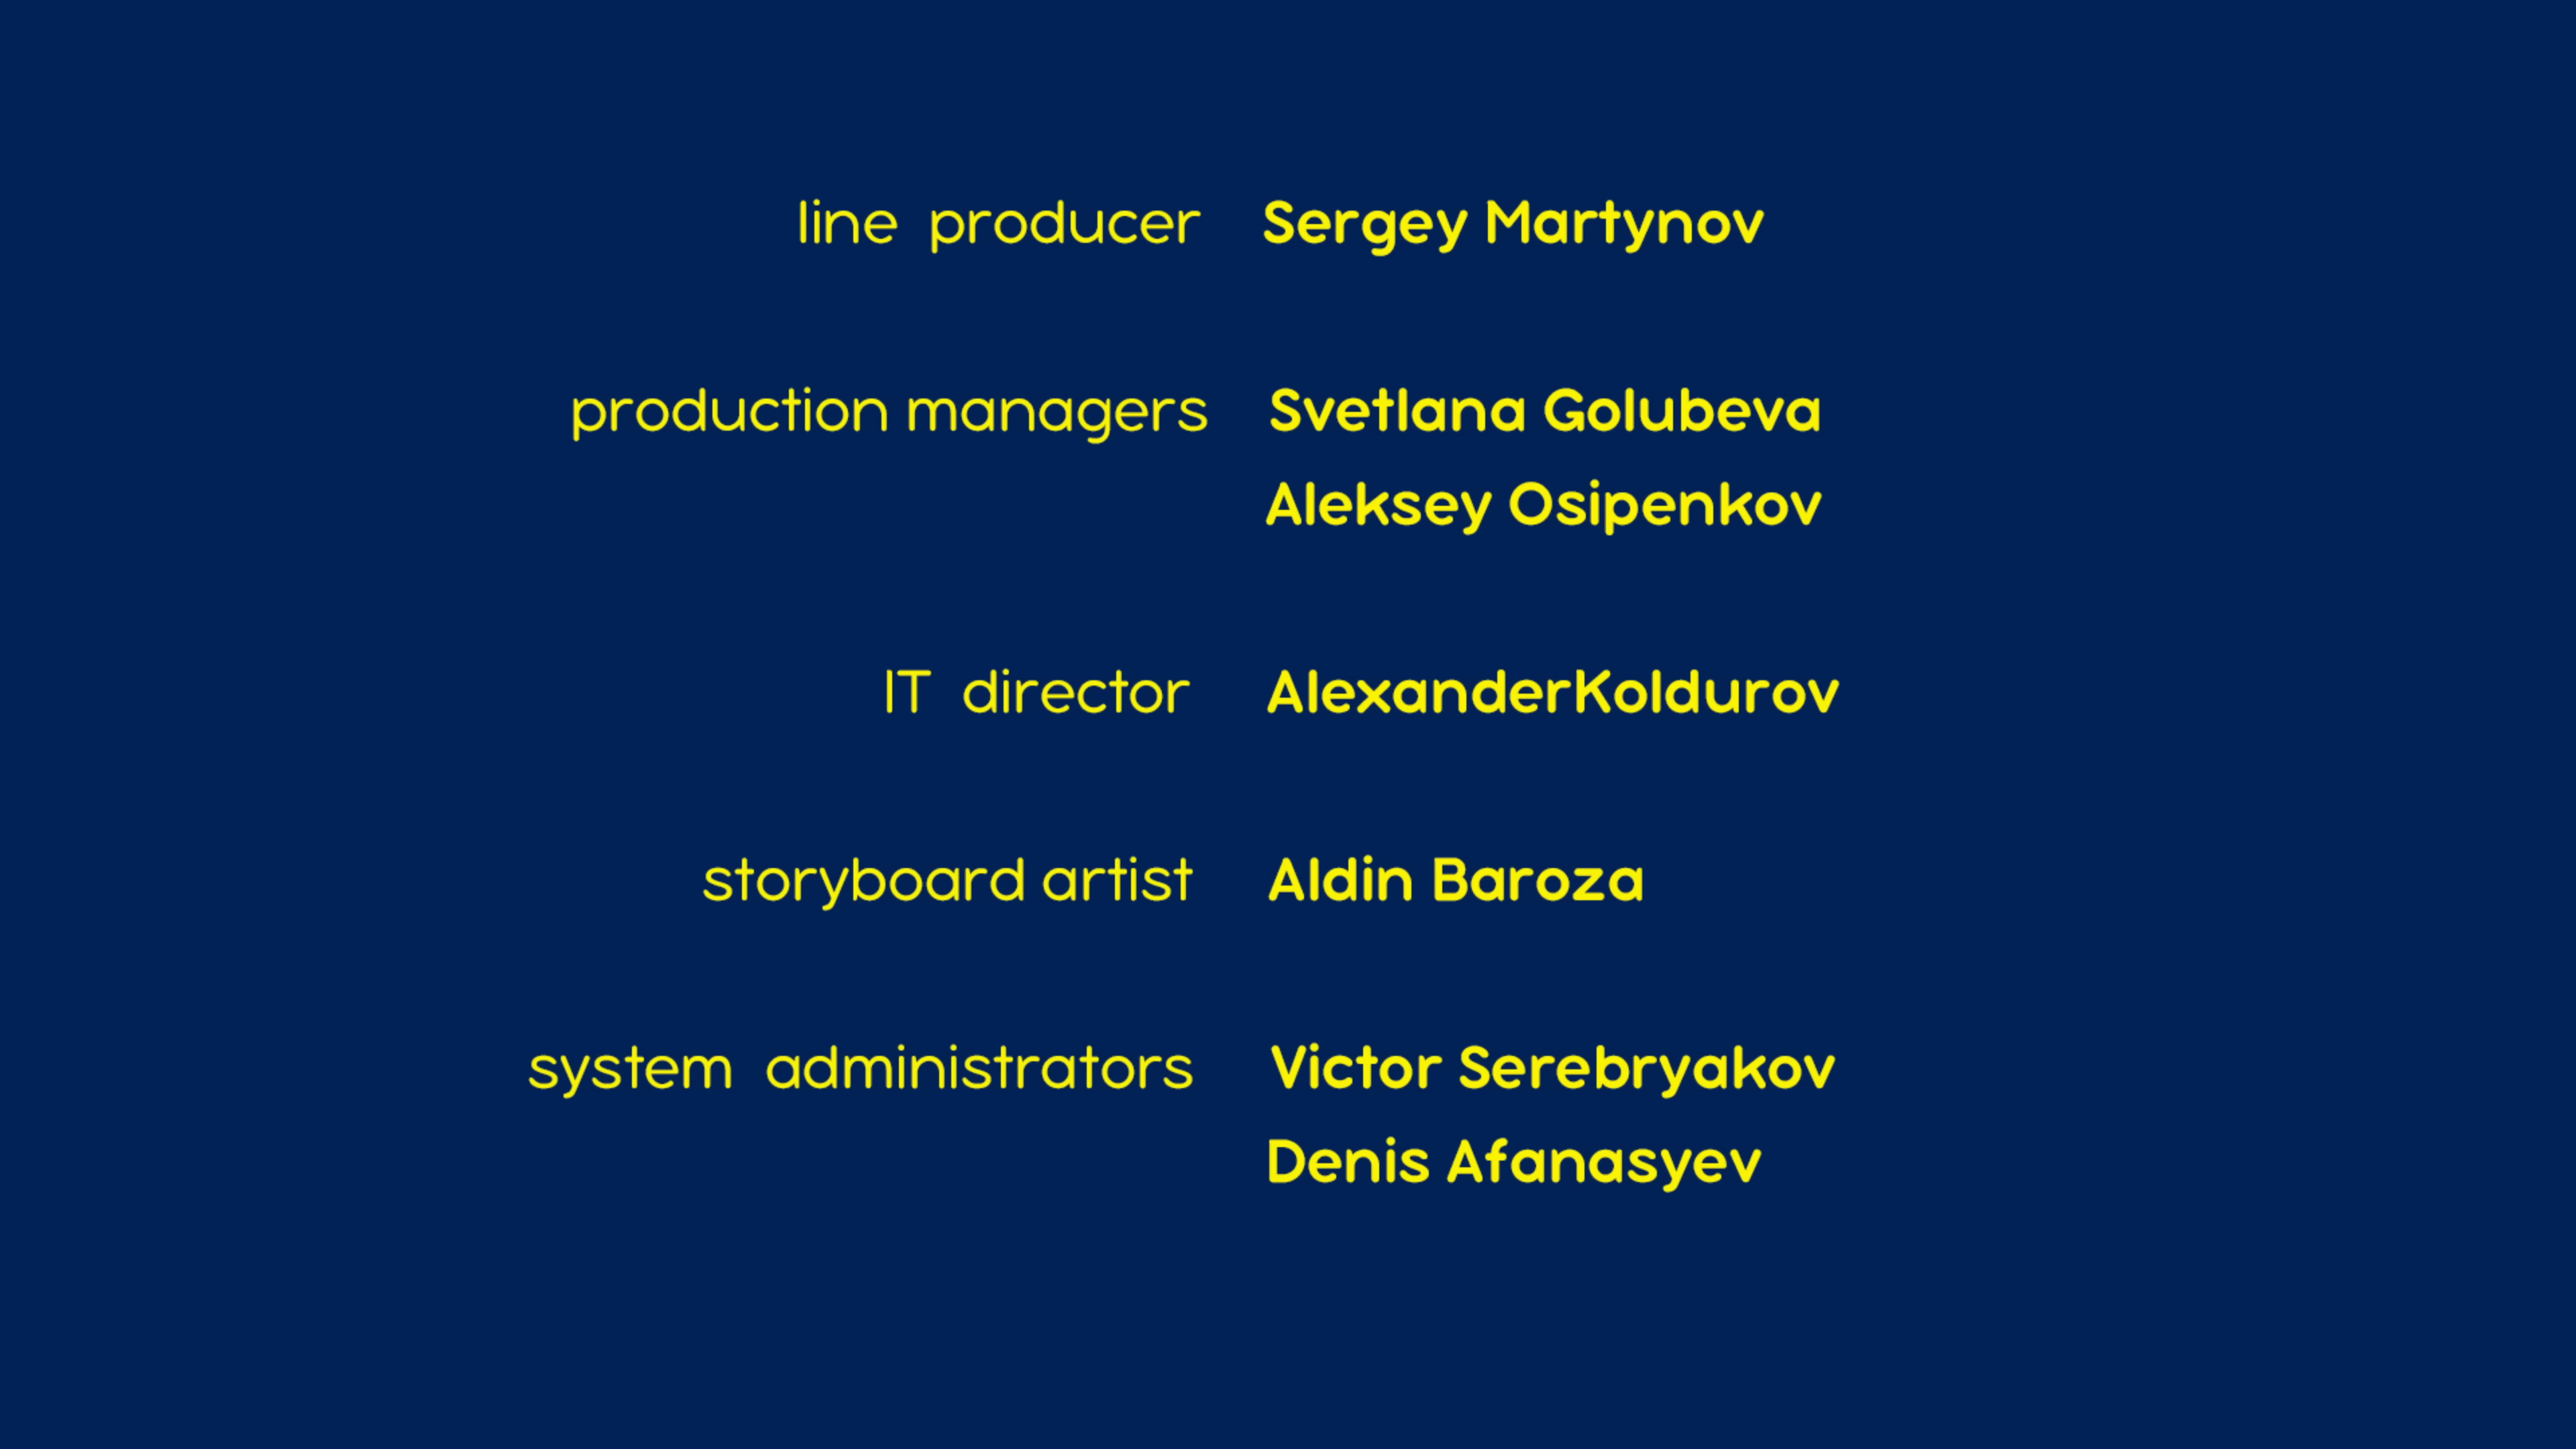 line producer Sergey Martynov
production managers Svetlana Golubeva
Aleksey Osipenkov
IT director AlexanderKoldurov
storyboard artist Aldin Baroza
system administrators Victor Serebryakov
Denis Afanasyev